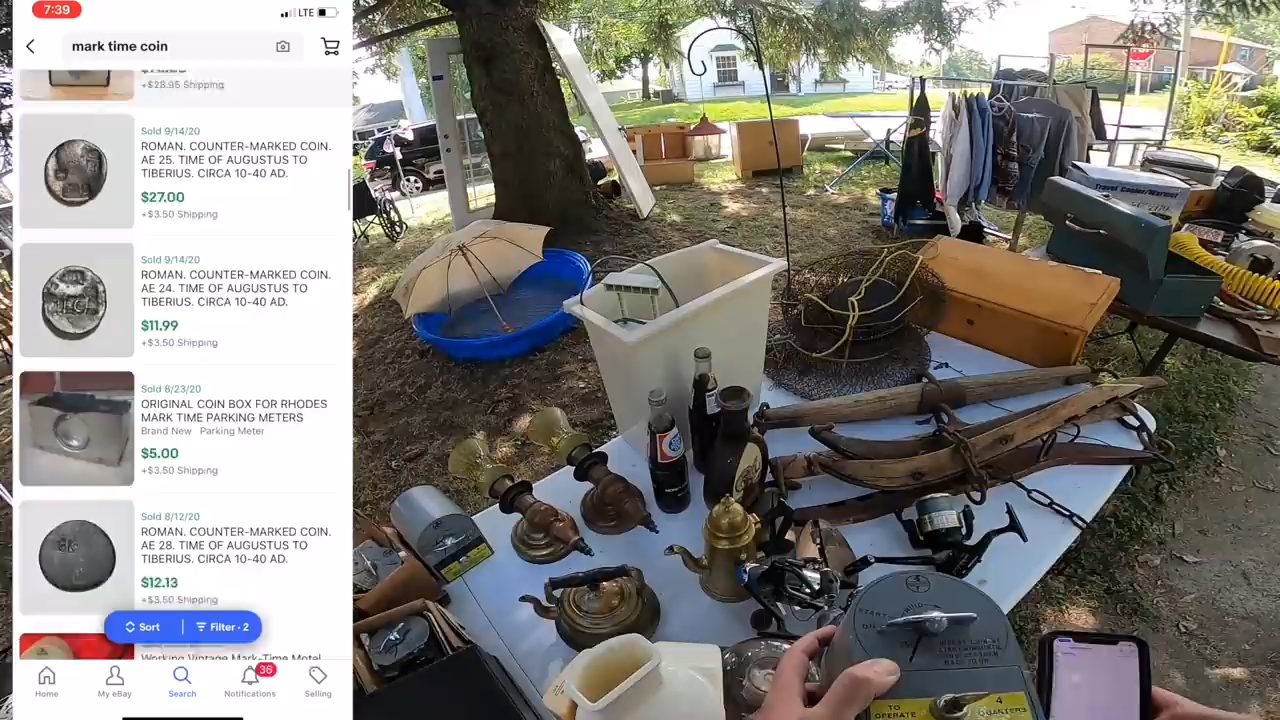 7:39
LTE
mark time coin
+$28.95 Shipping
Sold 9/14/20
ROMAN. COUNTER-MARKED COIN.
AE 25. TIME OF AUGUSTUS TO
TIBERIUS. CIRCA 10-40 AD.
$27.00
+$3.50 Shipping
Sold 9/14/20
ROMAN. COUNTER-MARKED COIN.
AE 24. TIME OF AUGUSTUS TO
TIBERIUS. CIRCA 10-40 AD.
$11.99
+$3.50 Shipping
Sold 8/23/20
ORIGINAL COIN BOX FOR RHODES
MARK TIME PARKING METERS
Brand New Parking Meter
$5.00
+$3.50 Shipping
Sold 8/12/20
ROMAN. COUNTER-MARKED COIN.
AE 28. TIME OF AUGUSTUS TO
TIBERIUS. CIRCA 10-40 AD.
$12.13
+$3.50 Shipping
Sort
Filter • 2
Working Vintage Mark-Time Metal
36
Home
My eBay
Search
Notifications
Selling
STOP
Travel Cooler/Warmer
START
TO
OPERATE
4
QUARTERS